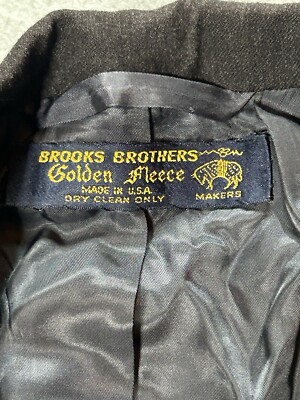 BROOKS BROTHERS
Golden Fleece
MADE IN U.S.A.
DRY CLEAN ONLY
MAKERS